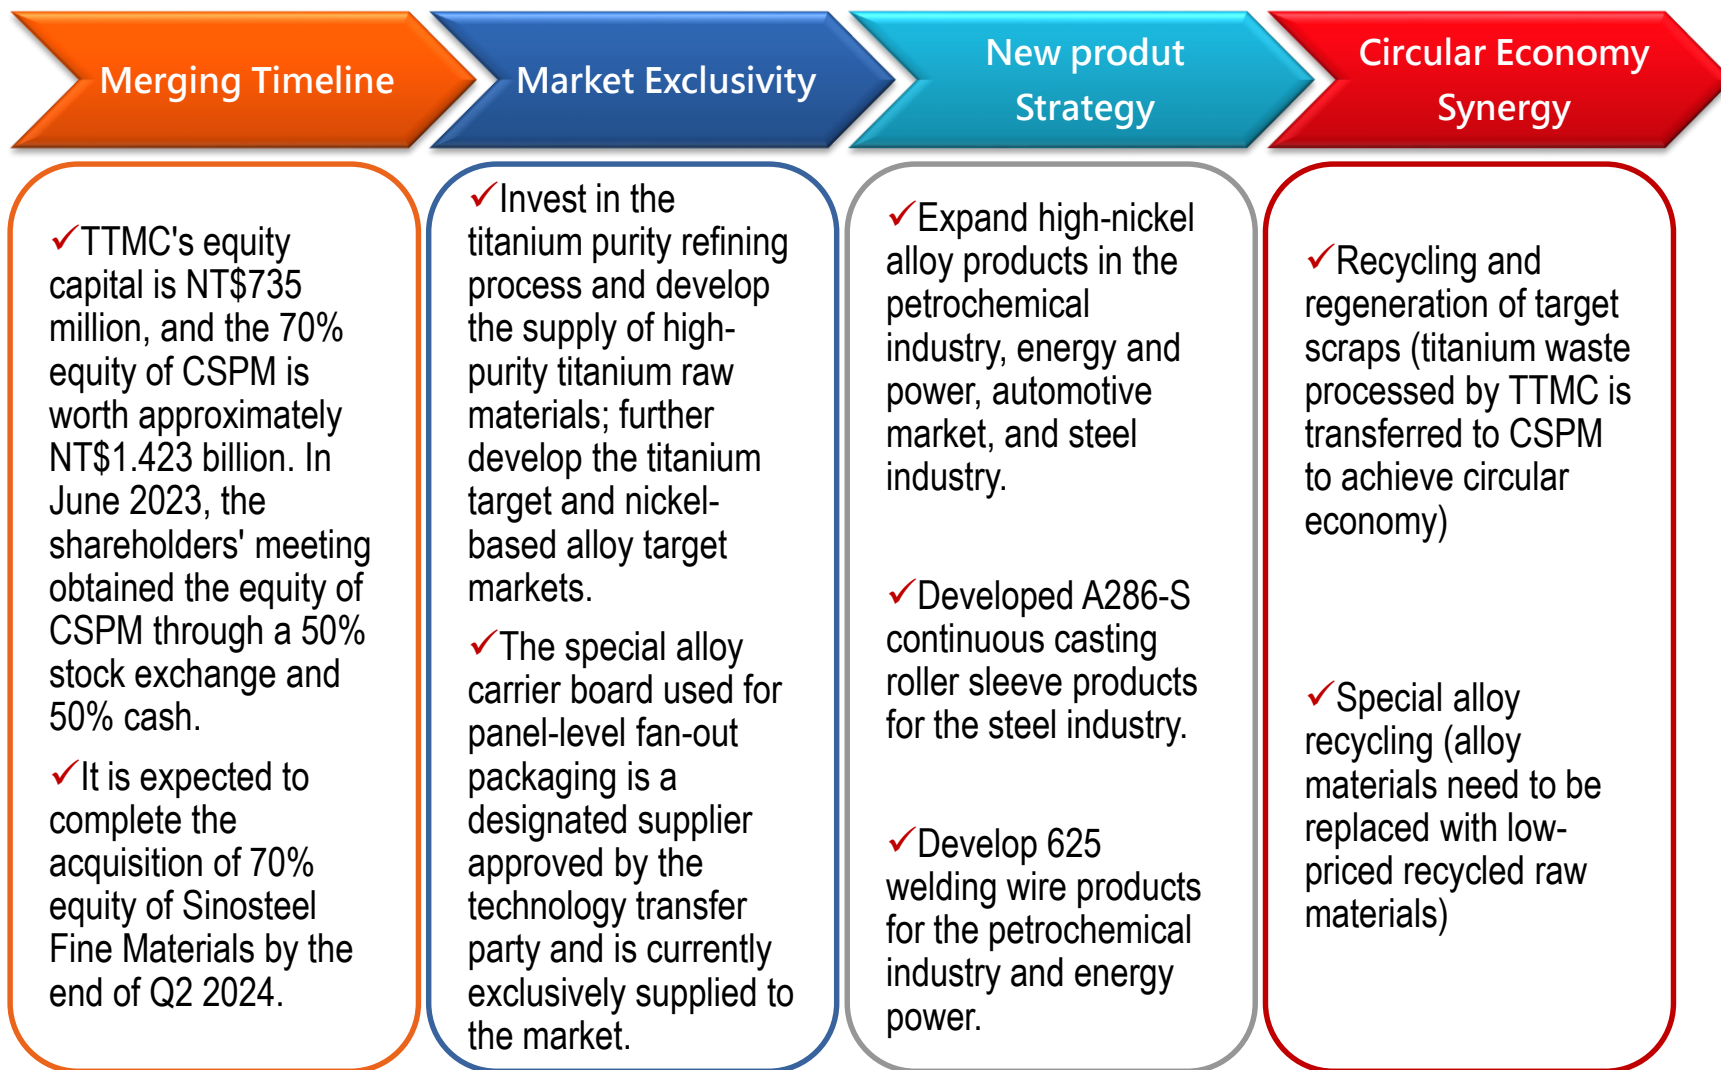 Merging Timeline
Market Exclusivity
New produt
Strategy
Circular Economy
Synergy
✓TTMC's equity
capital is NT$735
million, and the 70%
equity of CSPM is
worth approximately
NT$1.423 billion. In
June 2023, the
shareholders' meeting
obtained the equity of
CSPM through a 50%
stock exchange and
50% cash.
✓It is expected to
complete the
acquisition of 70%
equity of Sinosteel
Fine Materials by the
end of Q2 2024.
✓Invest in the
titanium purity refining
process and develop
the supply of high-
purity titanium raw
materials; further
develop the titanium
target and nickel-
based alloy target
markets.
✓The special alloy
carrier board used for
panel-level fan-out
packaging is a
designated supplier
approved by the
technology transfer
party and is currently
exclusively supplied to
the market.
✓Expand high-nickel
alloy products in the
petrochemical
industry, energy and
power, automotive
market, and steel
industry.
✓Developed A286-S
continuous casting
roller sleeve products
for the steel industry.
✓Develop 625
welding wire products
for the petrochemical
industry and energy
power.
✓Recycling and
regeneration of target
scraps (titanium waste
processed by TTMC is
transferred to CSPM
to achieve circular
economy)
✓Special alloy
recycling (alloy
materials need to be
replaced with low-
priced recycled raw
materials)